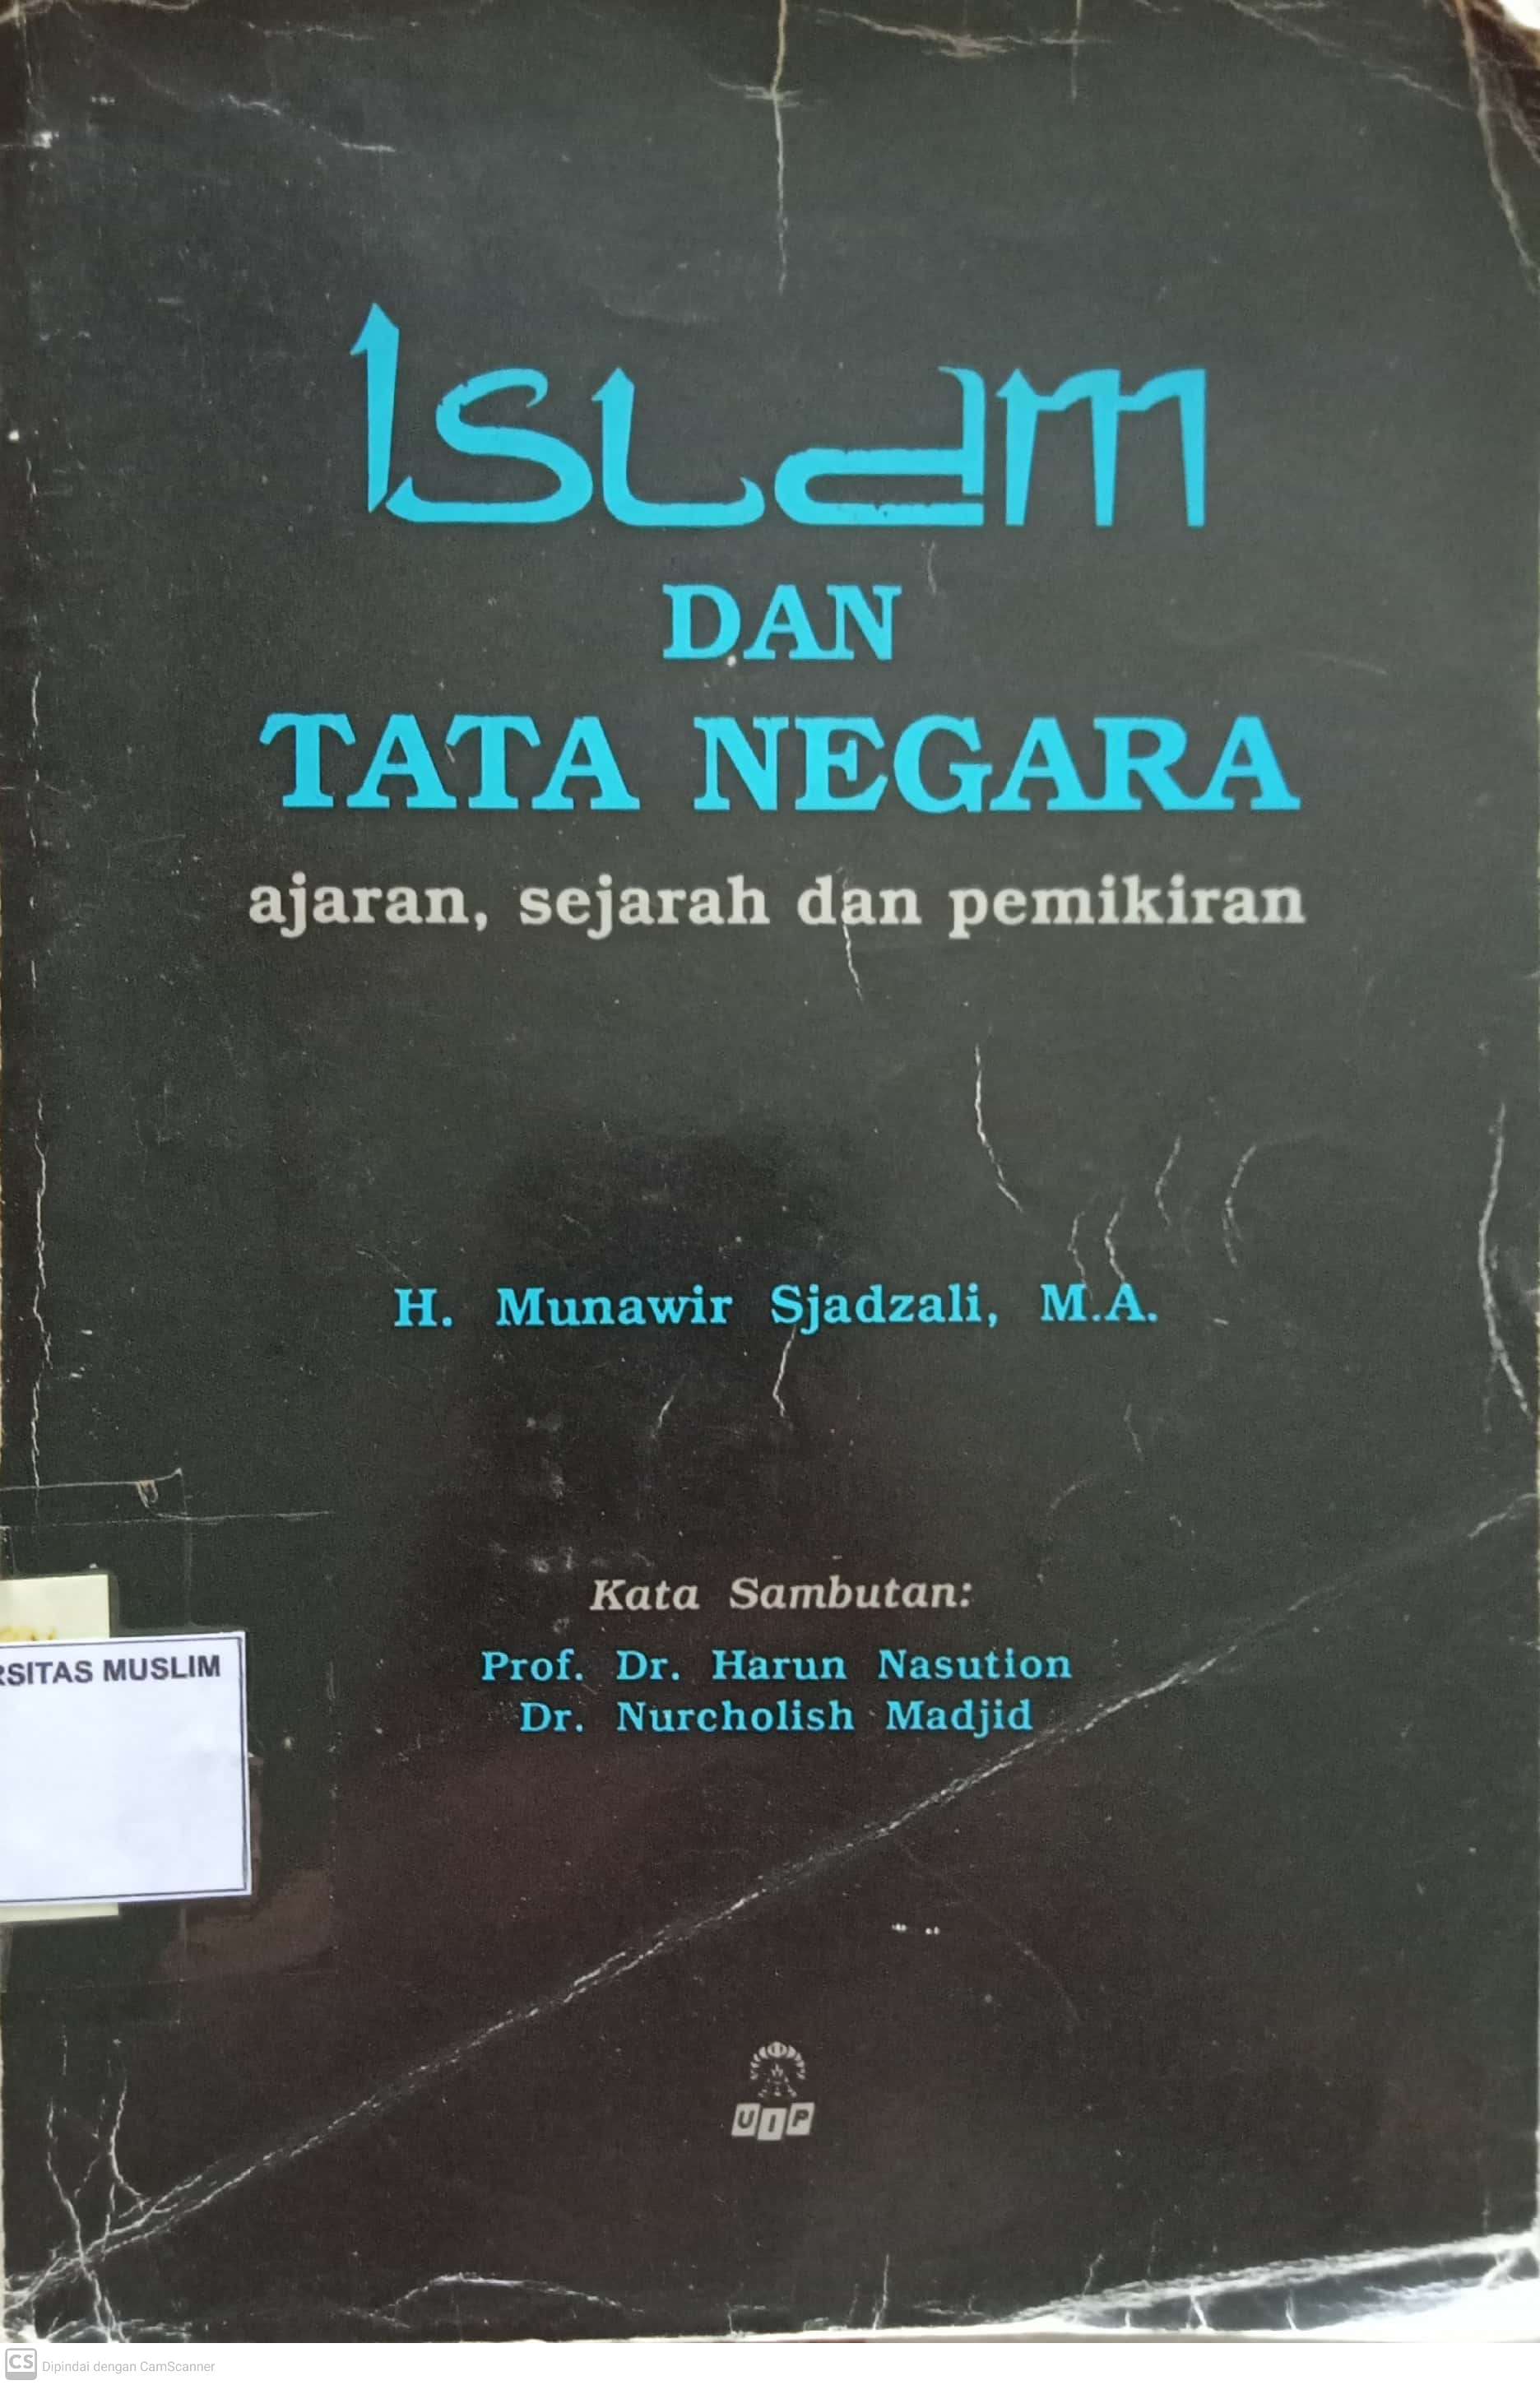 Islam
DAN
TATA NEGARA
ajaran, sejarah dan pemikiran
H. Munawir Sjadzali, M.A.
Kata Sambutan:
Prof. Dr. Harun Nasution
Dr. Nurcholish Madjid
RSITAS MUSLIM
UIP
CS Dipindai dengan CamScanner